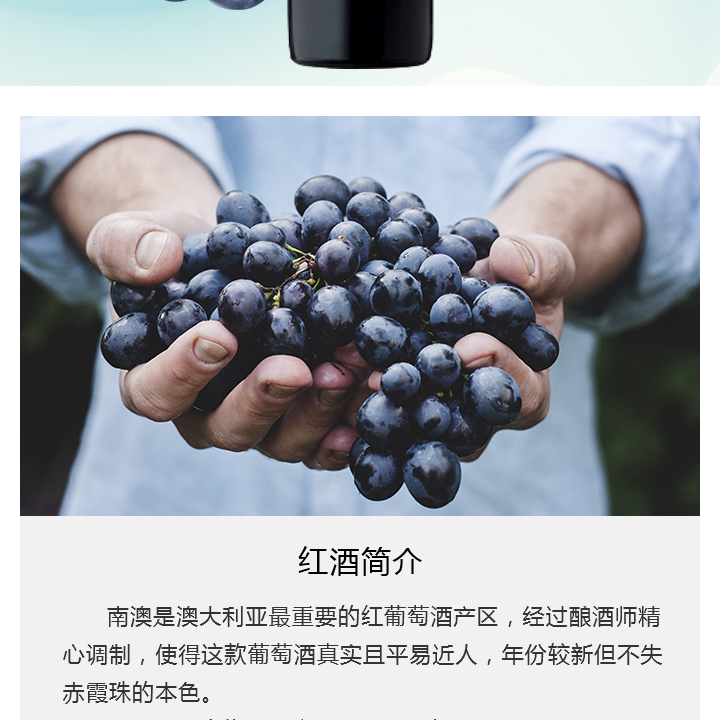 红酒简介
南澳是澳大利亚最重要的红葡萄酒产区，经过酿酒师精
心调制，使得这款葡萄酒真实且平易近人，年份较新但不失
赤霞珠的本色。